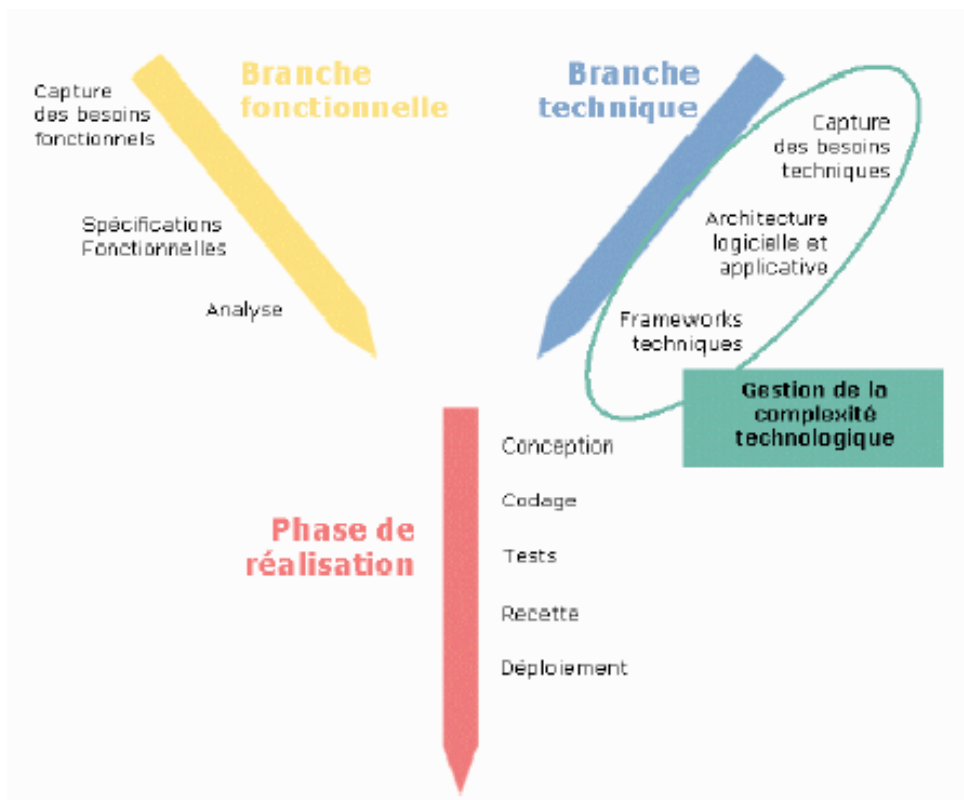 Branche
fonctionnelle
Capture
des besoins
fonctionnels
Spécifications
Fonctionnelles
Analyse
Branche
technique
Capture
des besoins
techniques
Architecture
logicielle et
applicative
Frameworks
techniques
Gestion de la
complexité
technologique
Phase de
réalisation
Conception
Codage
Tests
Recette
Déploiement